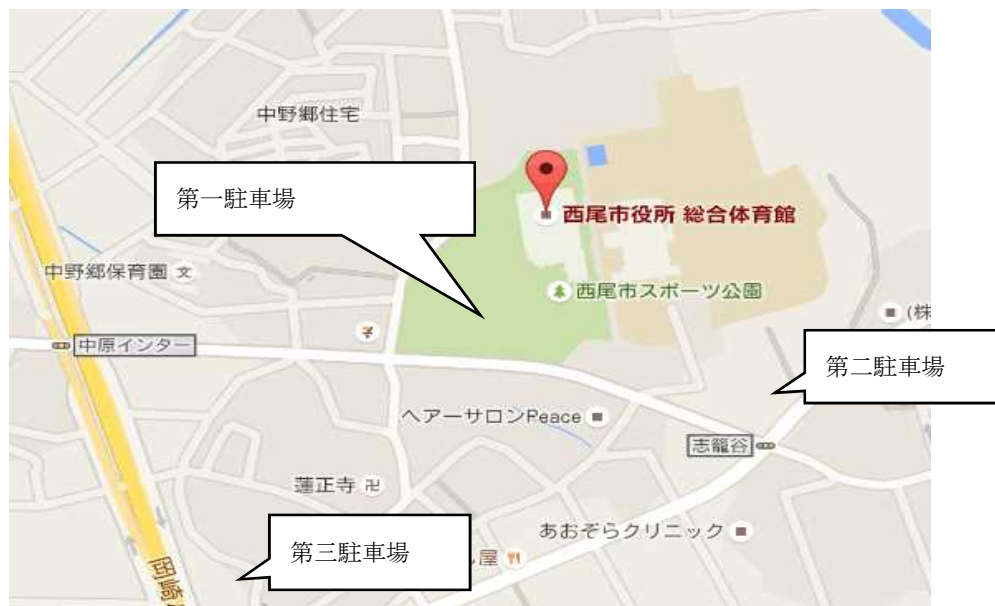 中野郷住宅
第一駐車場
西尾市役所 総合体育館
中野郷保育園
西尾市スポーツ公園
(株
中原インター
第二駐車場
ヘアーサロンPeace
志籠谷
蓮正寺
あおぞらクリニック
第三駐車場
屋
岡崎